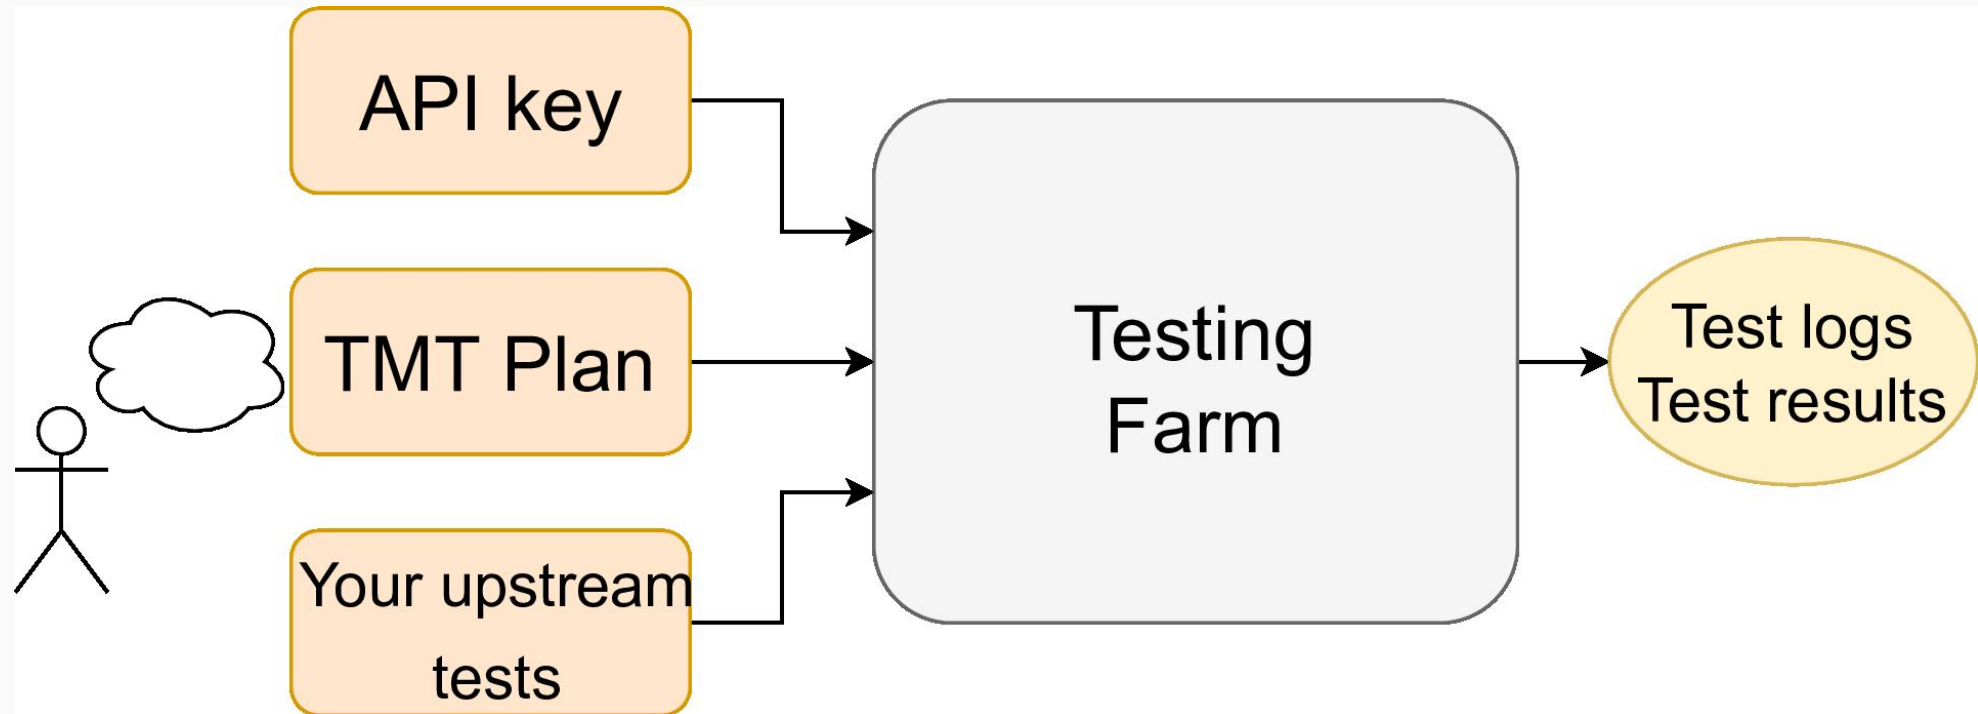 API key
TMT Plan
Your upstream
tests
Testing
Farm
Test logs
Test results